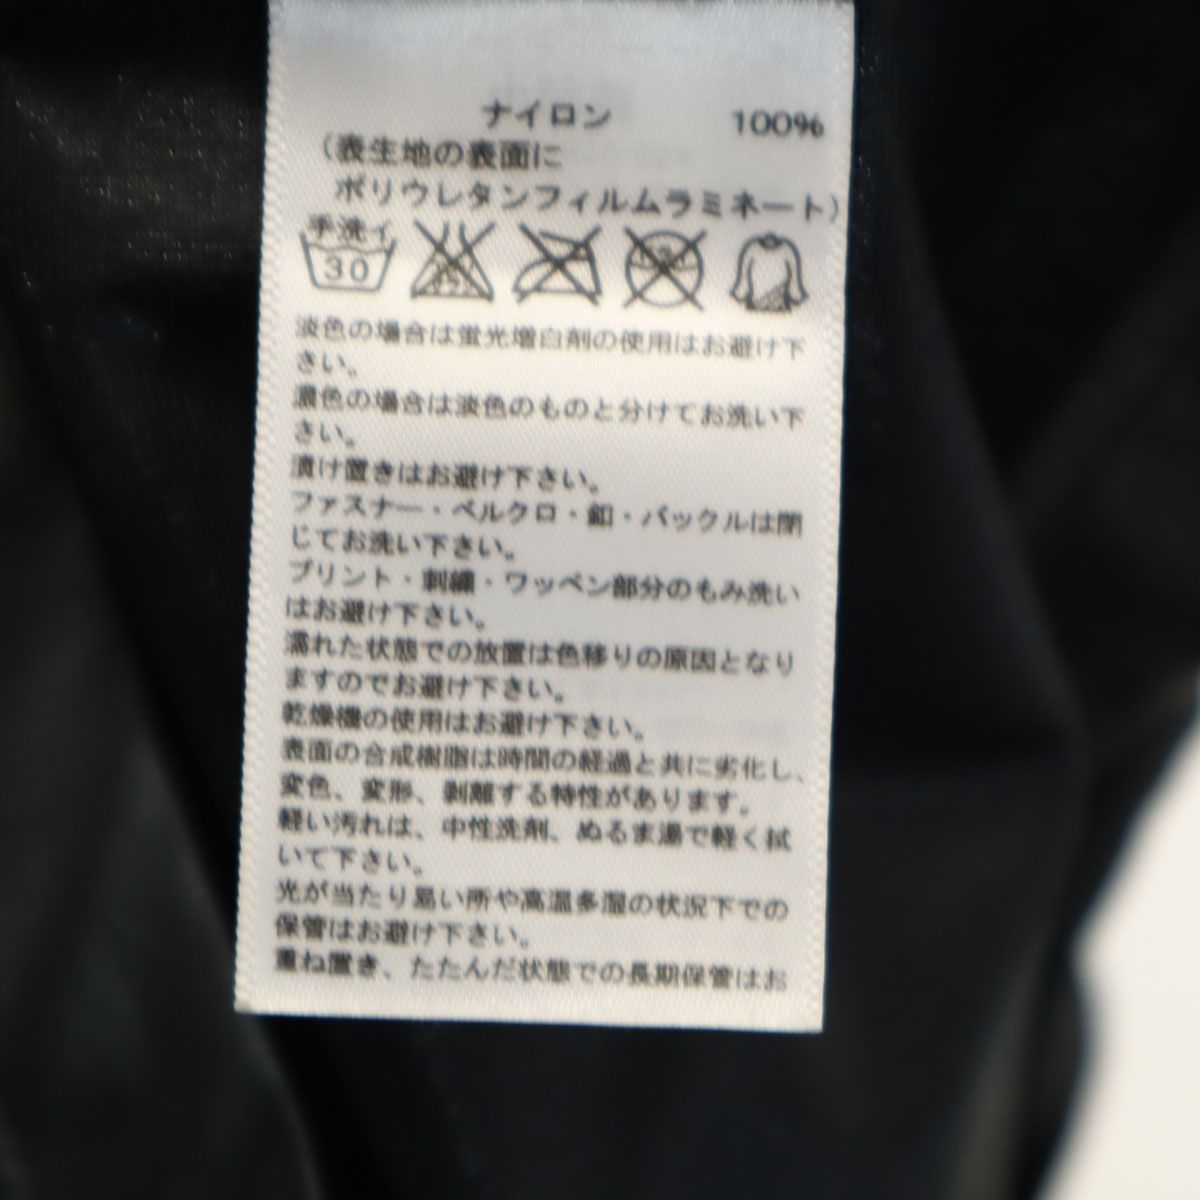 ナイロン 100%
(表生地の表面に
ポリウレタンフィルムラミネート)
手洗イ
30
淡色の場合は蛍光増白剤の使用はお避け下
さい。
濃色の場合は淡色のものと分けてお洗い下
さい。
漬け置きはお避け下さい。
ファスナー・ベルクロ・釦・バックルは閉
じてお洗い下さい。
プリント・刺繍・ワッペン部分のもみ洗い
はお避け下さい。
濡れた状態での放置は色移りの原因となり
ますのでお避け下さい。
乾燥機の使用はお避け下さい。
表面の合成樹脂は時間の経過と共に劣化し、
変色、変形、剥離する特性があります。
軽い汚れは、中性洗剤、ぬるま湯で軽く拭
いて下さい。
光が当たり易い所や高温多湿の状況下での
保管はお避け下さい。
重ね置き、たたんだ状態での長期保管はお